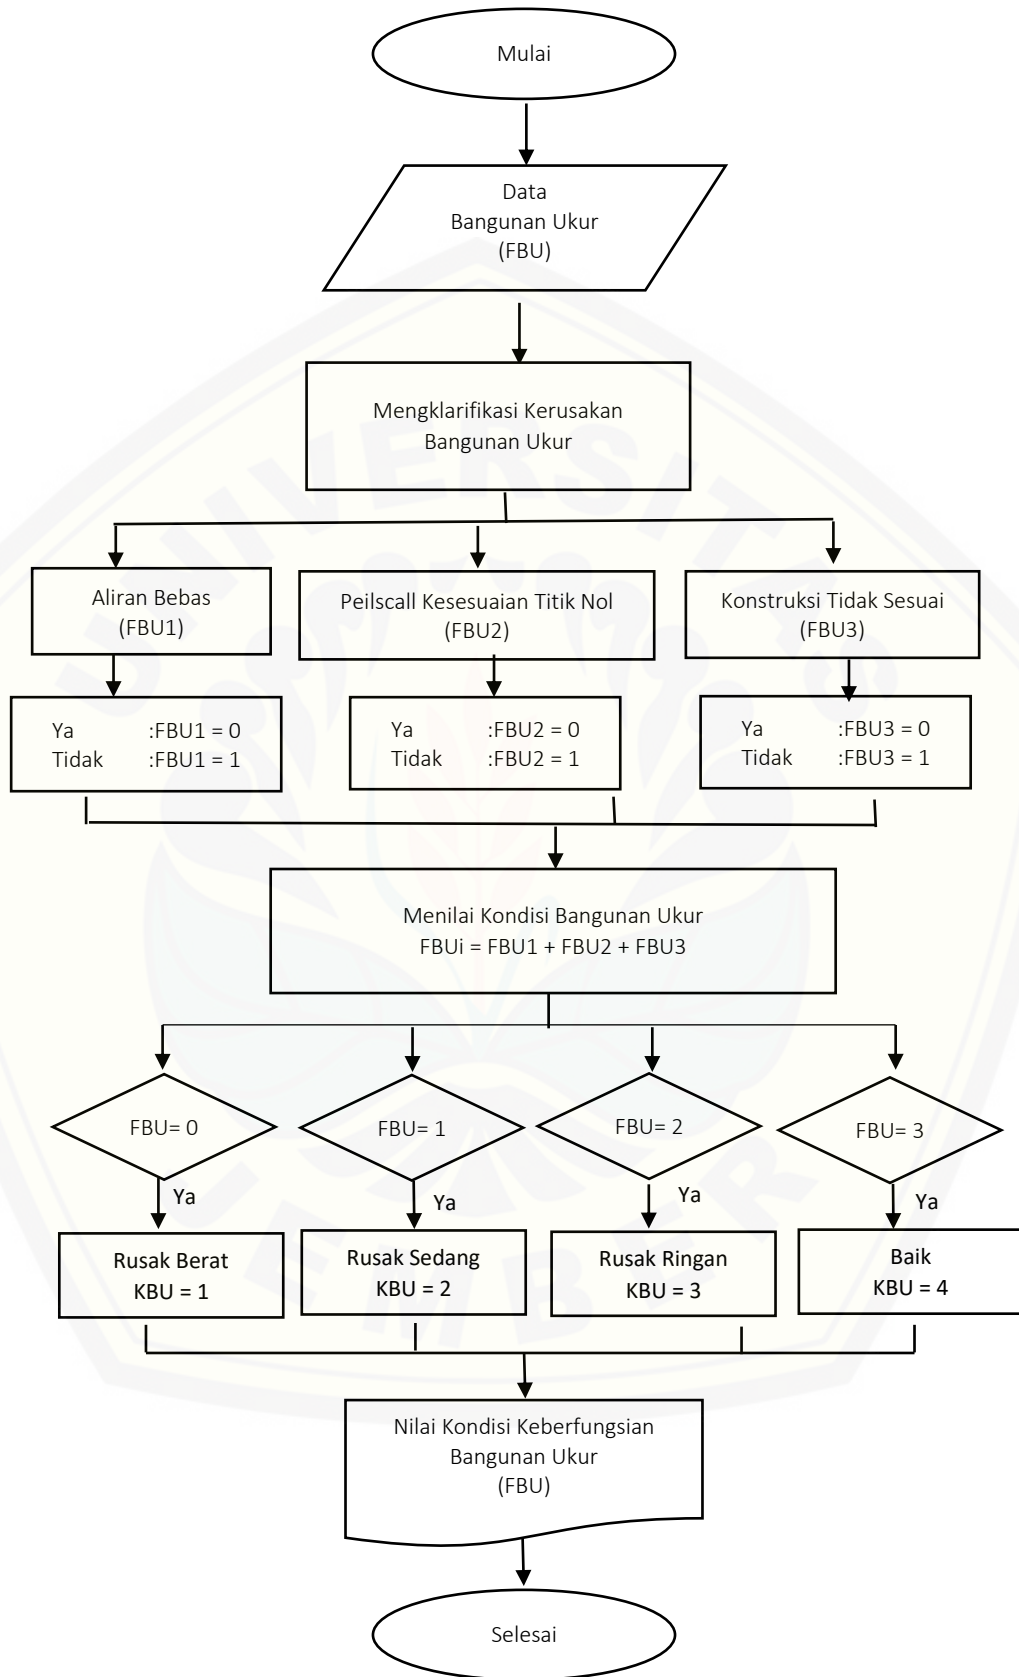 Mulai
Data
Bangunan Ukur
(FBU)
Mengklarifikasi Kerusakan
Bangunan Ukur
Aliran Bebas
(FBU1)
Peilscall Kesesuaian Titik Nol
(FBU2)
Konstruksi Tidak Sesuai
(FBU3)
Ya :FBU1 = 0
Tidak :FBU1 = 1
Ya :FBU2 = 0
Tidak :FBU2 = 1
Ya :FBU3 = 0
Tidak :FBU3 = 1
Menilai Kondisi Bangunan Ukur
FBUi = FBU1 + FBU2 + FBU3
FBU= 0
FBU= 1
FBU= 2
FBU= 3
Ya
Ya
Ya
Ya
Rusak Berat
KBU = 1
Rusak Sedang
KBU = 2
Rusak Ringan
KBU = 3
Baik
KBU = 4
Nilai Kondisi Keberfungsian
Bangunan Ukur
(FBU)
Selesai
UNIVERSITAS
JEMBER